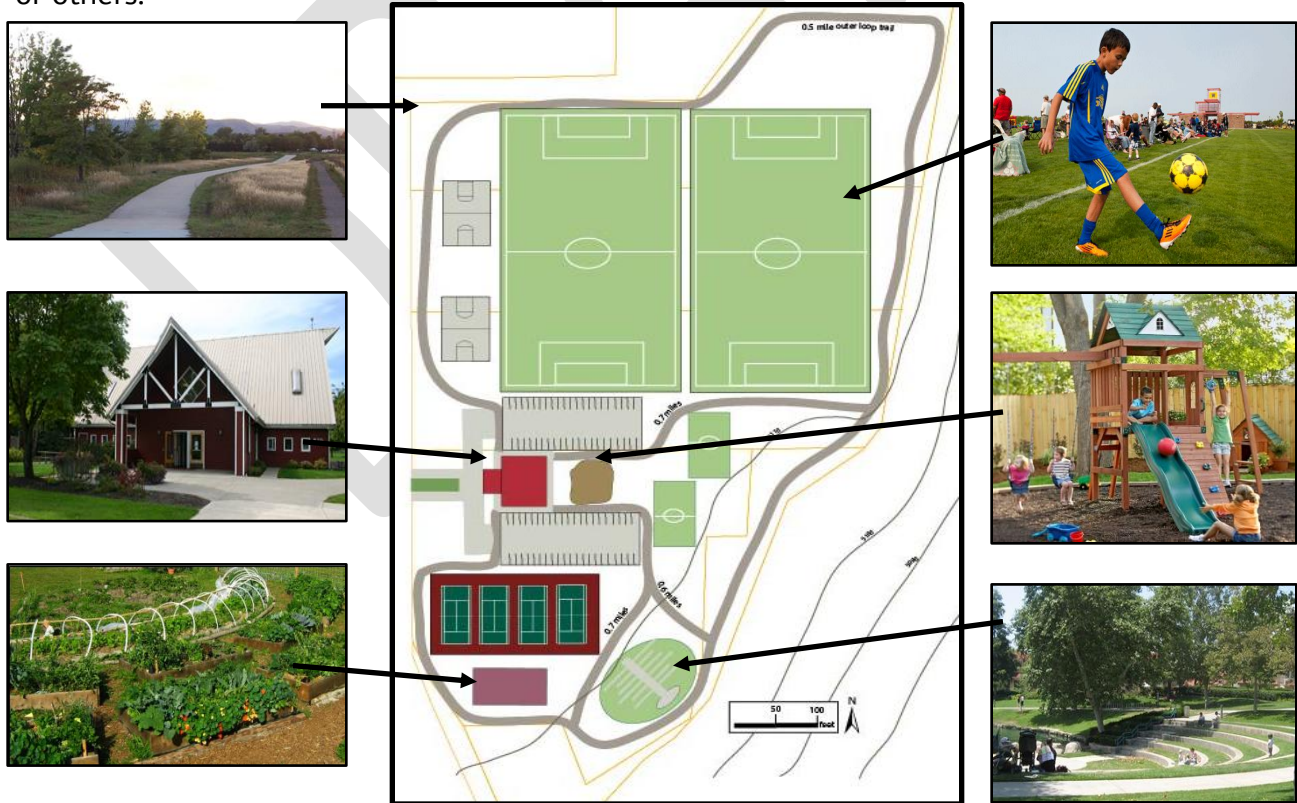 or others.
0.5 mile outer loop trail
0.7 miles
0.7 miles
0.6 miles
50 100
feet
N